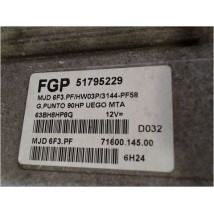 FGP 51795229
MJD 6F3.PF/HW03P/3144-PF58
G.PUNTO 90HP UEGO MTA
63BH8HP8G 12V=
D032
MJD 6F3.PF 71600.145.00
6H24